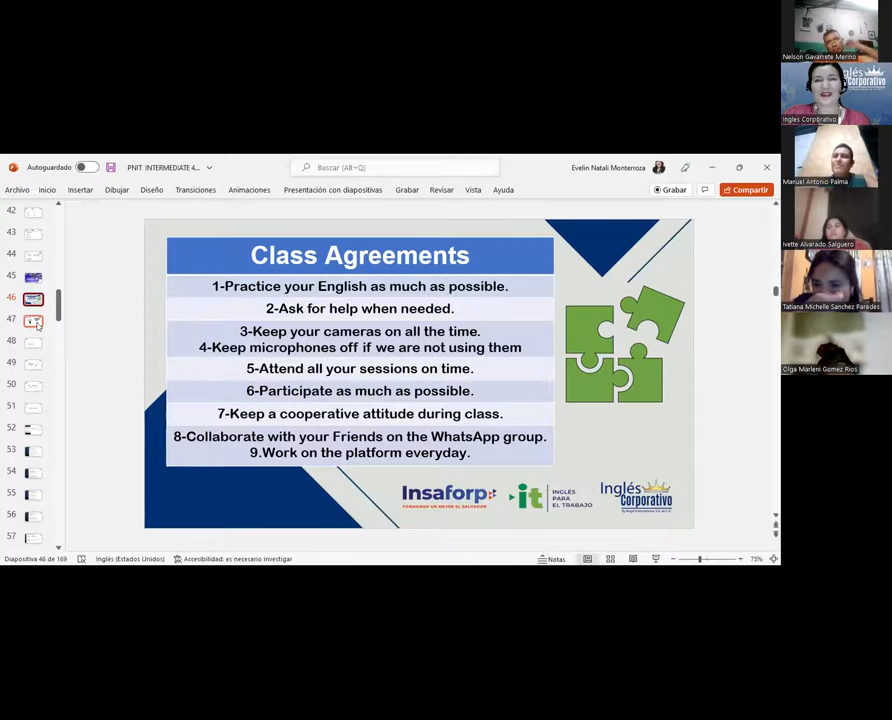 Autoguardado
PNIT INTERMEDIATE 4...
Buscar (Alt+Q)
Evelin Natali Monterroza
Archivo
Inicio
Insertar
Dibujar
Diseño
Transiciones
Animaciones
Presentación con diapositivas
Grabar
Revisar
Vista
Ayuda
Grabar
Compartir
42
43
44
45
46
47
48
49
50
51
52
53
54
55
56
57
Class Agreements
1-Practice your English as much as possible.
2-Ask for help when needed.
3-Keep your cameras on all the time.
4-Keep microphones off if we are not using them
5-Attend all your sessions on time.
6-Participate as much as possible.
7-Keep a cooperative attitude during class.
8-Collaborate with your Friends on the WhatsApp group.
9.Work on the platform everyday.
Insaforp
FORMANDO UN MEJOR EL SALVADOR
it
INGLÉS
PARA
EL TRABAJO
Inglés
Corporativo
Diapositiva 46 de 169
Inglés (Estados Unidos)
Accesibilidad: es necesario investigar
Notas
75%
Nelson Gavarrete Merino
Inglés
Corporativo
Ingles Corporativo
Manuel Antonio Palma
Ivette Alvarado Salguero
Tatiana Michelle Sanchez Paredes
Olga Marleni Gomez Rios